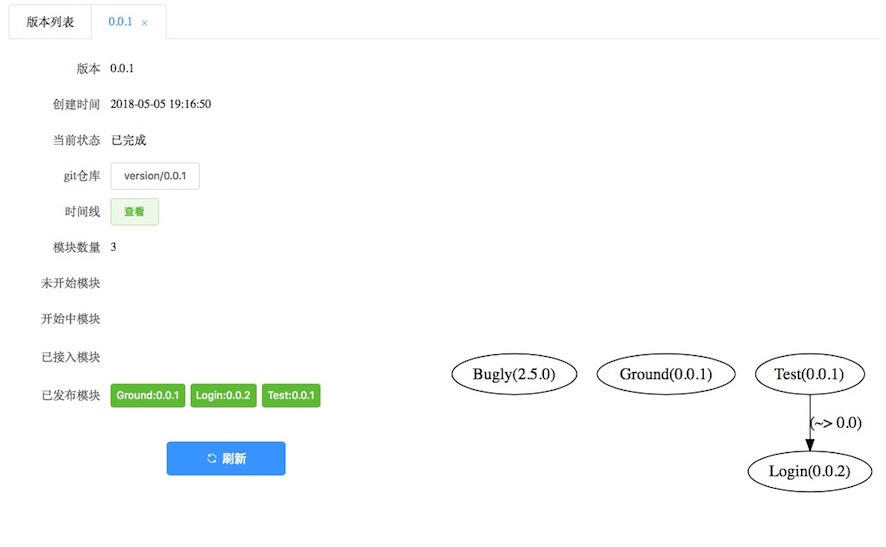 版本列表 0.0.1 ×
版本 0.0.1
创建时间 2018-05-05 19:16:50
当前状态 已完成
git仓库 version/0.0.1
时间线 查看
模块数量 3
未开始模块
开始中模块
已接入模块
已发布模块 Ground:0.0.1 Login:0.0.2 Test:0.0.1
刷新
Bugly(2.5.0) Ground(0.0.1) Test(0.0.1)
(~> 0.0)
Login(0.0.2)